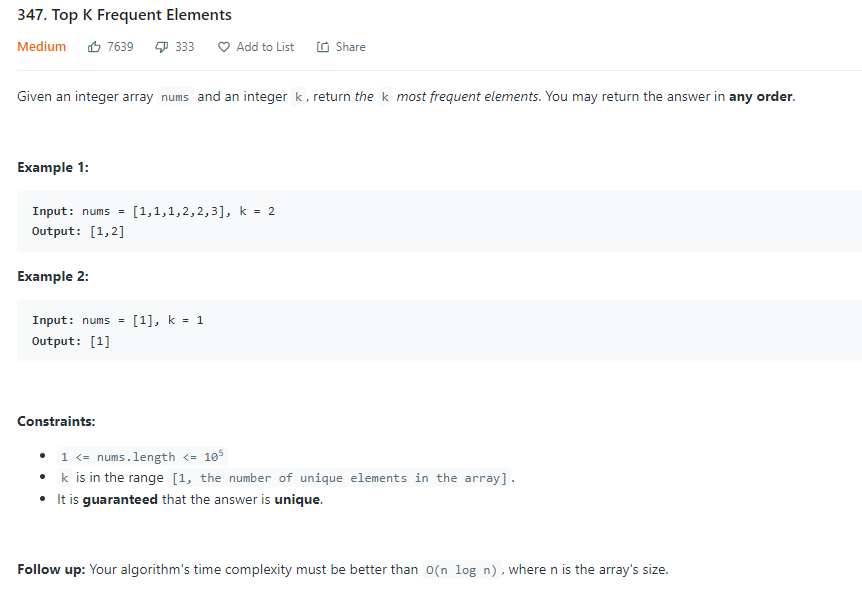 347. Top K Frequent Elements
Medium 7639 333 Add to List Share
Given an integer array nums and an integer k, return the k most frequent elements. You may return the answer in any order.
Example 1:
Input: nums = [1,1,1,2,2,3], k = 2
Output: [1,2]
Example 2:
Input: nums = [1], k = 1
Output: [1]
Constraints:
• 1 <= nums.length <= 10⁵
• k is in the range [1, the number of unique elements in the array].
• It is guaranteed that the answer is unique.
Follow up: Your algorithm's time complexity must be better than O(n log n), where n is the array's size.